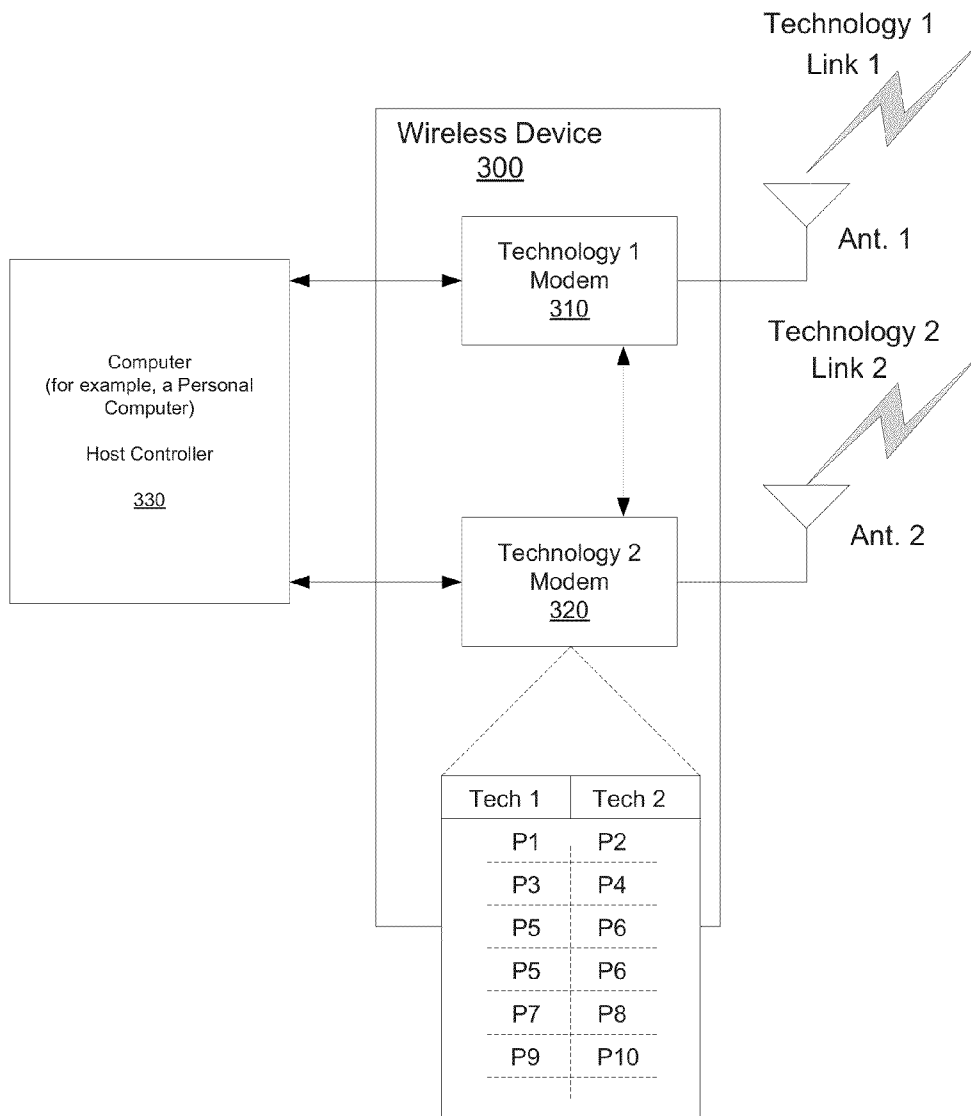 Technology 1
Link 1
Wireless Device
300
Ant. 1
Technology 1
Modem
310
Computer
(for example, a Personal
Computer)
Host Controller
330
Technology 2
Link 2
Ant. 2
Technology 2
Modem
320
Tech 1 Tech 2
P1 P2
P3 P4
P5 P6
P5 P6
P7 P8
P9 P10